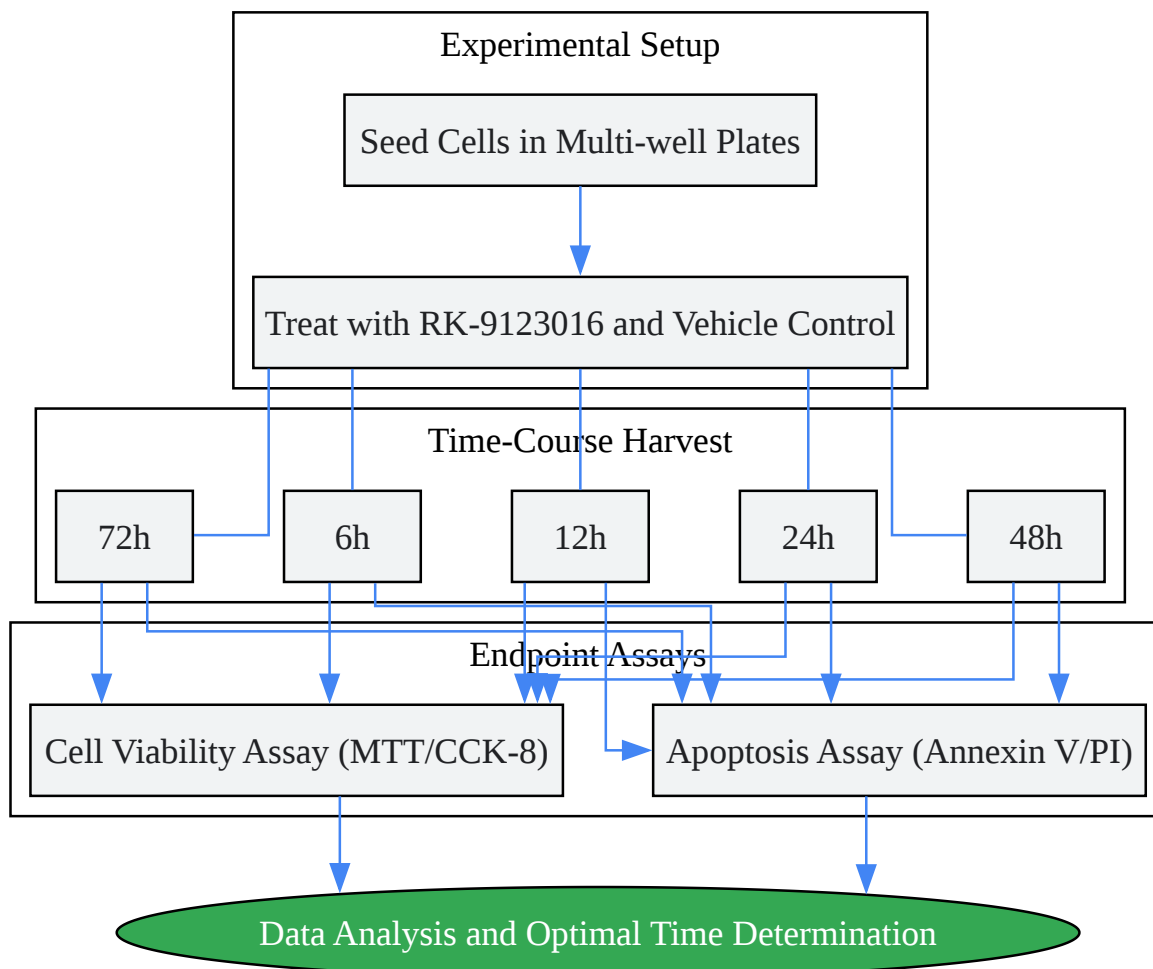 Experimental Setup
Seed Cells in Multi-well Plates
Treat with RK-9123016 and Vehicle Control
Time-Course Harvest
72h
6h
12h
24h
48h
Endpoint Assays
Cell Viability Assay (MTT/CCK-8)
Apoptosis Assay (Annexin V/PI)
Data Analysis and Optimal Time Determination